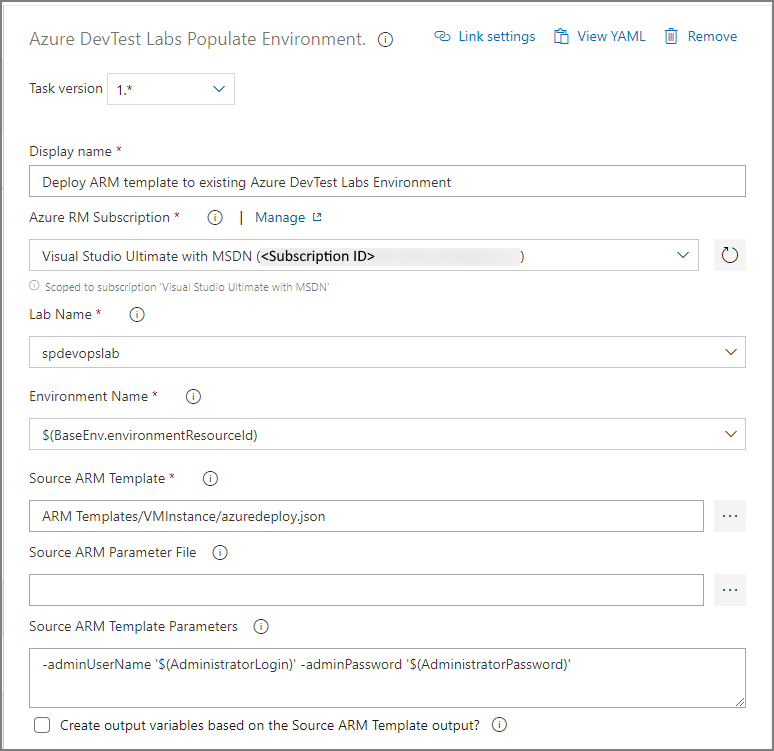 Azure DevTest Labs Populate Environment.
Link settings
View YAML
Remove
Task version
1.*
Display name *
Deploy ARM template to existing Azure DevTest Labs Environment
Azure RM Subscription * | Manage
Visual Studio Ultimate with MSDN (<Subscription ID> )
Scoped to subscription 'Visual Studio Ultimate with MSDN'
Lab Name *
spdevopslab
Environment Name *
$(BaseEnv.environmentResourceId)
Source ARM Template *
ARM Templates/VMInstance/azuredeploy.json
...
Source ARM Parameter File
...
Source ARM Template Parameters
-adminUserName '$(AdministratorLogin)' -adminPassword '$(AdministratorPassword)'
Create output variables based on the Source ARM Template output?